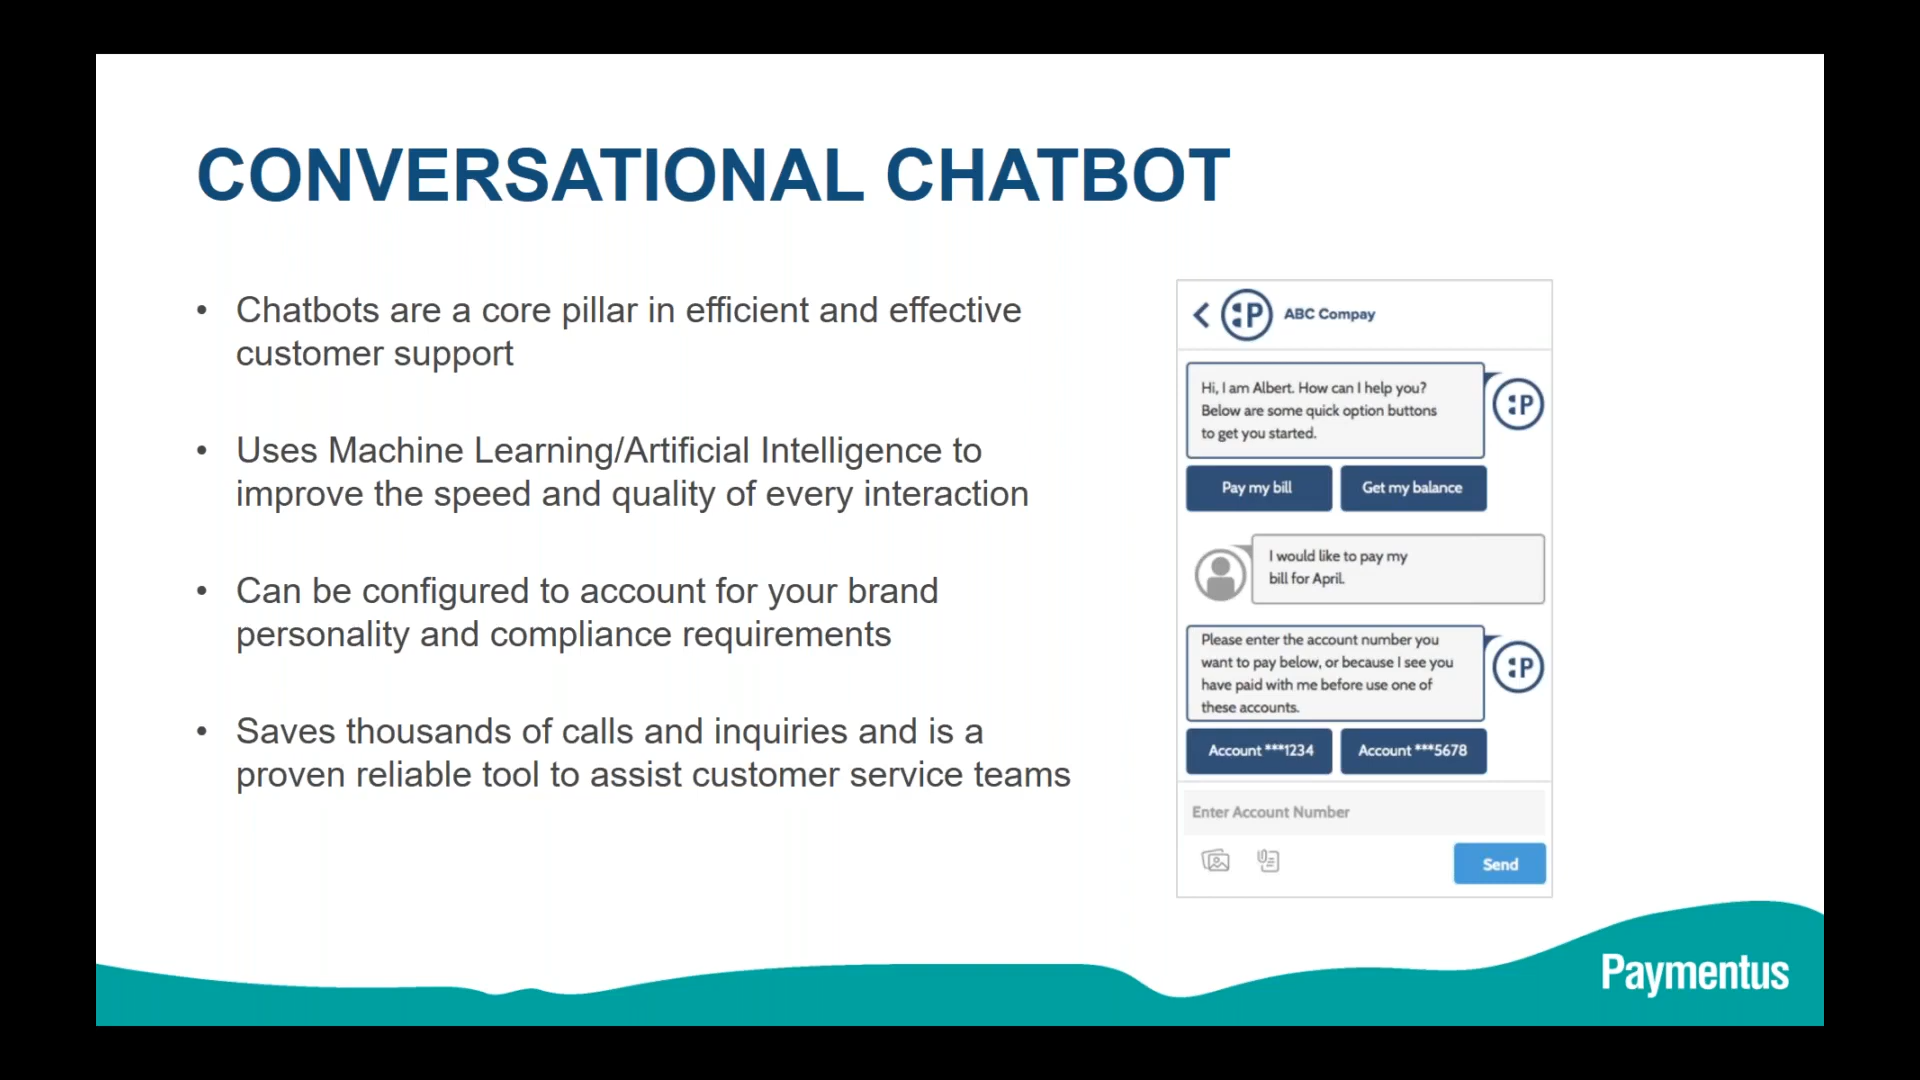 CONVERSATIONAL CHATBOT
• Chatbots are a core pillar in efficient and effective
customer support
• Uses Machine Learning/Artificial Intelligence to
improve the speed and quality of every interaction
• Can be configured to account for your brand
personality and compliance requirements
• Saves thousands of calls and inquiries and is a
proven reliable tool to assist customer service teams
:P ABC Compay
Hi, I am Albert. How can I help you?
Below are some quick option buttons
to get you started.
:P
Pay my bill Get my balance
I would like to pay my
bill for April.
Please enter the account number you
want to pay below, or because I see you
have paid with me before use one of
these accounts.
:P
Account ***1234 Account ***5678
Enter Account Number
Send
Paymentus